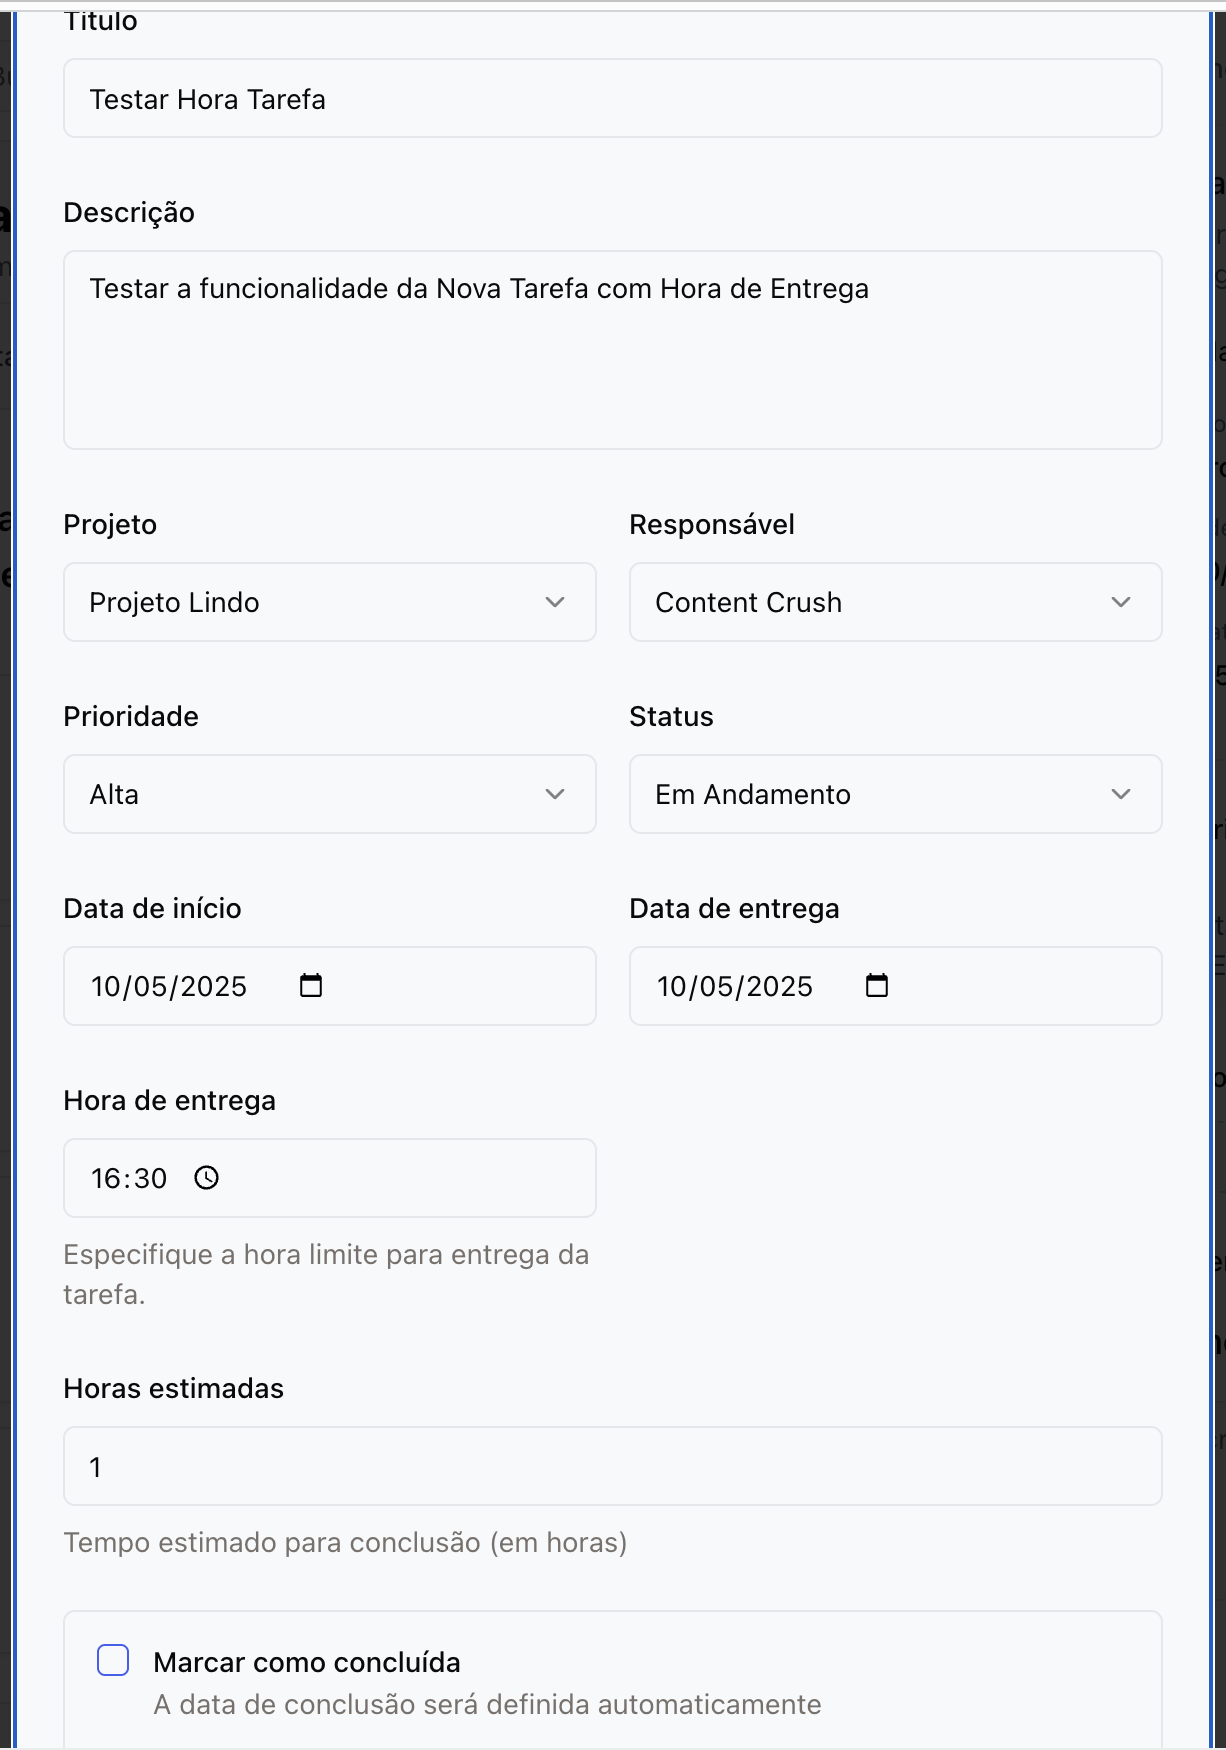 Título
Testar Hora Tarefa
Descrição
Testar a funcionalidade da Nova Tarefa com Hora de Entrega
Projeto
Responsável
Projeto Lindo
Content Crush
Prioridade
Status
Alta
Em Andamento
Data de início
Data de entrega
10/05/2025
10/05/2025
Hora de entrega
16:30
Especifique a hora limite para entrega da
tarefa.
Horas estimadas
1
Tempo estimado para conclusão (em horas)
Marcar como concluída
A data de conclusão será definida automaticamente